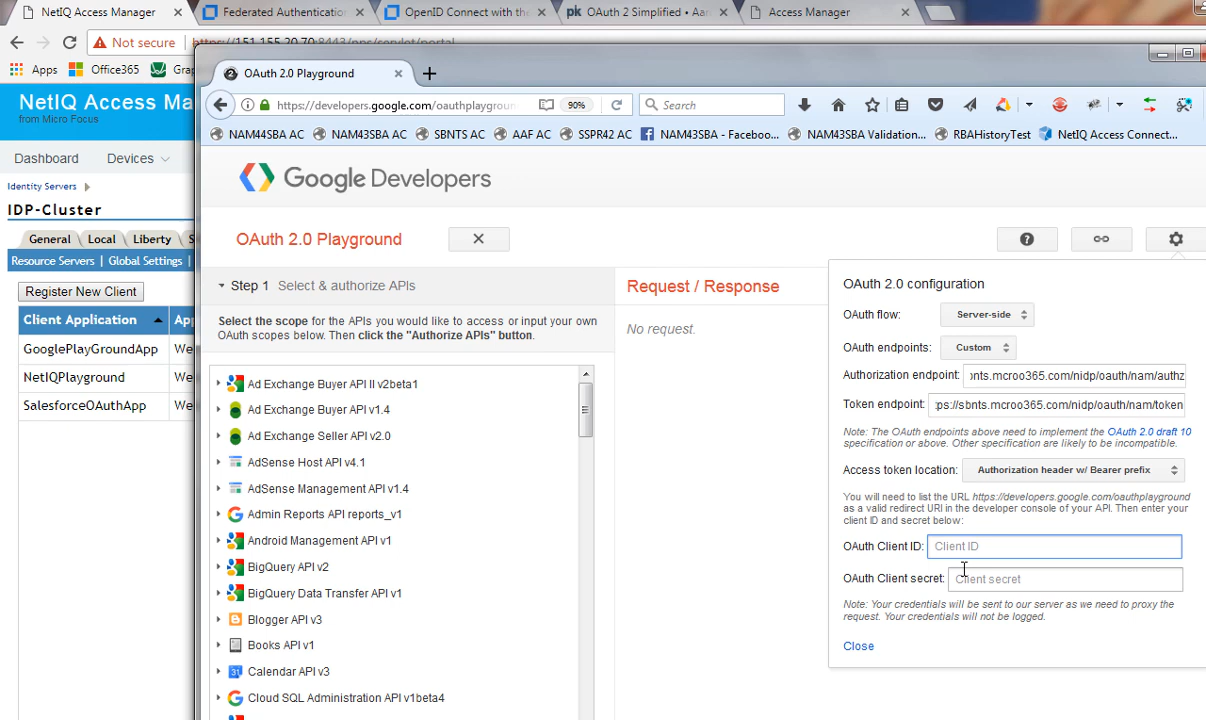 NetIQ Access Manager
Federated Authentication
OpenID Connect with the
OAuth 2 Simplified • Aar
Access Manager
Not secure
https://151.155.20.70:8443/nps/servlet/portal
Apps
Office365
NetIQ Access Ma
from Micro Focus
Dashboard
Devices
Identity Servers
IDP-Cluster
General
Local
Liberty
Resource Servers
Global Settings
Register New Client
Client Application
GooglePlayGroundApp
We
NetIQPlayground
We
SalesforceOAuthApp
We
OAuth 2.0 Playground
https://developers.google.com/oauthplaygroun
90%
Search
NAM44SBA AC
NAM43SBA AC
SBNTS AC
AAF AC
SSPR42 AC
NAM43SBA - Faceboo...
NAM43SBA Validation...
RBAHistoryTest
NetIQ Access Connect...
Google Developers
OAuth 2.0 Playground
Step 1 Select & authorize APIs
Select the scope for the APIs you would like to access or input your own
OAuth scopes below. Then click the "Authorize APIs" button.
Ad Exchange Buyer API II v2beta1
Ad Exchange Buyer API v1.4
Ad Exchange Seller API v2.0
AdSense Host API v4.1
AdSense Management API v1.4
Admin Reports API reports_v1
Android Management API v1
BigQuery API v2
BigQuery Data Transfer API v1
Blogger API v3
Books API v1
Calendar API v3
Cloud SQL Administration API v1beta4
Request / Response
No request.
OAuth 2.0 configuration
OAuth flow: Server-side
OAuth endpoints: Custom
Authorization endpoint: nts.mcroo365.com/nidp/oauth/nam/authz
Token endpoint: ps://sbnts.mcroo365.com/nidp/oauth/nam/token
Note: The OAuth endpoints above need to implement the OAuth 2.0 draft 10
specification or above. Other specification are likely to be incompatible.
Access token location: Authorization header w/ Bearer prefix
You will need to list the URL https://developers.google.com/oauthplayground
as a valid redirect URI in the developer console of your API. Then enter your
client ID and secret below:
OAuth Client ID: Client ID
OAuth Client secret: Client secret
Note: Your credentials will be sent to our server as we need to proxy the
request. Your credentials will not be logged.
Close